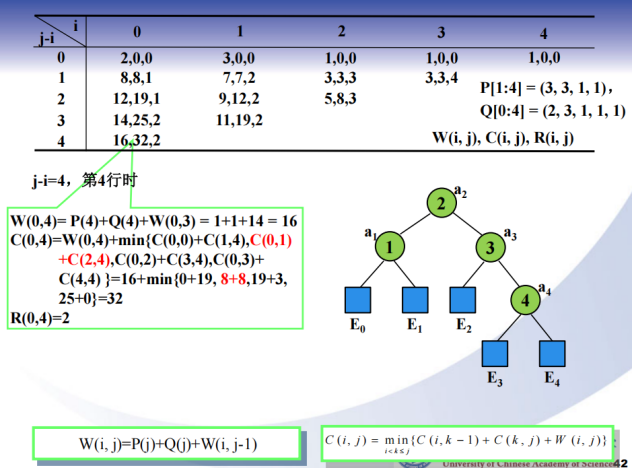 i
j-i
0 1 2 3 4
0 2,0,0 3,0,0 1,0,0 1,0,0 1,0,0
1 8,8,1 7,7,2 3,3,3 3,3,4
2 12,19,1 9,12,2 5,8,3
3 14,25,2 11,19,2
4 16,32,2
P[1:4] = (3, 3, 1, 1),
Q[0:4] = (2, 3, 1, 1, 1)
W(i, j), C(i, j), R(i, j)
j-i=4，第4行时
W(0,4)= P(4)+Q(4)+W(0,3) = 1+1+14 = 16
C(0,4)=W(0,4)+min{C(0,0)+C(1,4),C(0,1)
+C(2,4),C(0,2)+C(3,4),C(0,3)+
C(4,4) }=16+min{0+19, 8+8,19+3,
25+0}=32
R(0,4)=2
2 a2
a1 1
3 a3
4 a4
E0 E1 E2
E3 E4
W(i, j)=P(j)+Q(j)+W(i, j-1)
C (i, j) = min{C (i, k - 1) + C (k, j) + W (i, j)}
i<k≤j
University of Chinese Academy of Sciences 42